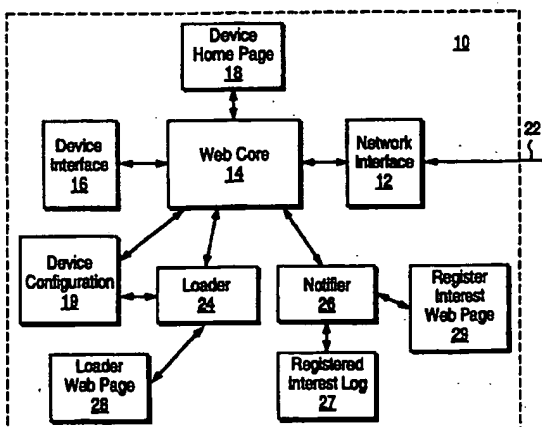 Device
Home Page
18
10
Device
Interface
16
Web Core
14
Network
Interface
12
22
Device
Configuration
19
Loader
24
Notifier
26
Register
Interest
Web Page
29
Loader
Web Page
28
Registered
Interest Log
27